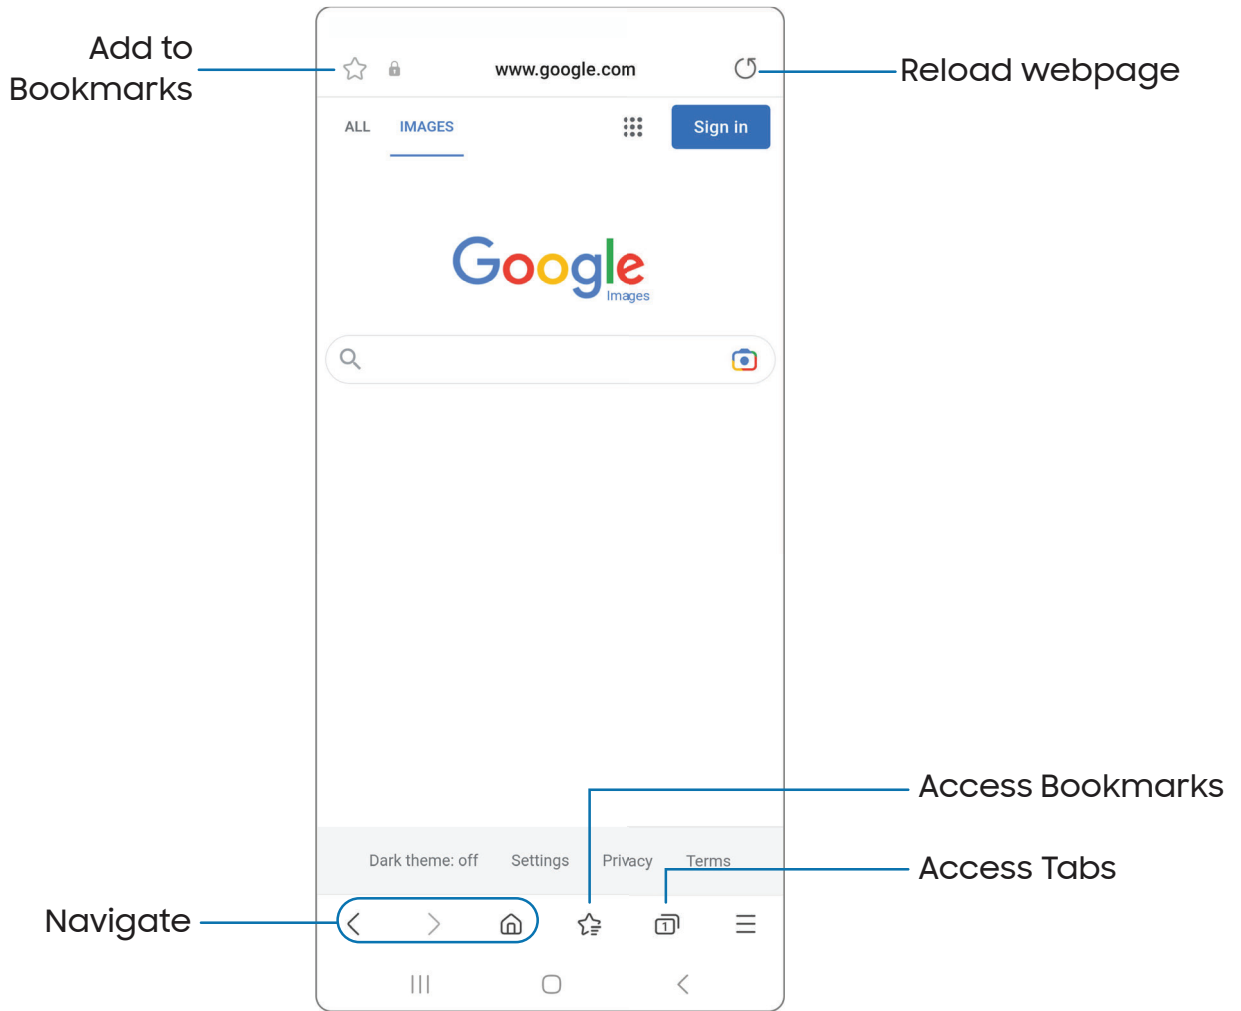 Add to
Bookmarks
www.google.com
Reload webpage
ALL IMAGES Sign in
Google
Images
Access Bookmarks
Dark theme: off Settings Privacy Terms
Access Tabs
Navigate
1